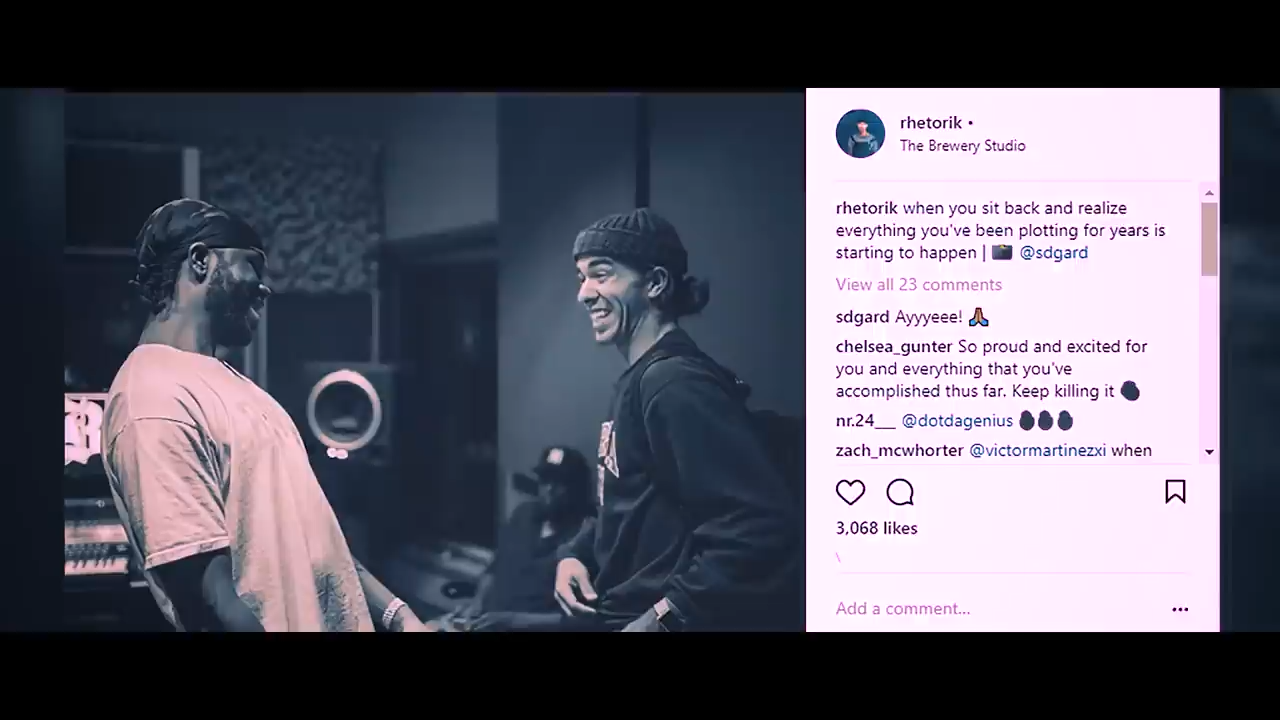 rhetorik •
The Brewery Studio
rhetorik when you sit back and realize
everything you've been plotting for years is
starting to happen | 📷 @sdgard
View all 23 comments
sdgard Ayyyeee! 🙏🏾
chelsea_gunter So proud and excited for
you and everything that you've
accomplished thus far. Keep killing it
nr.24___ @dotdagenius
zach_mcwhorter @victormartinezxi when
3,068 likes
\
Add a comment...